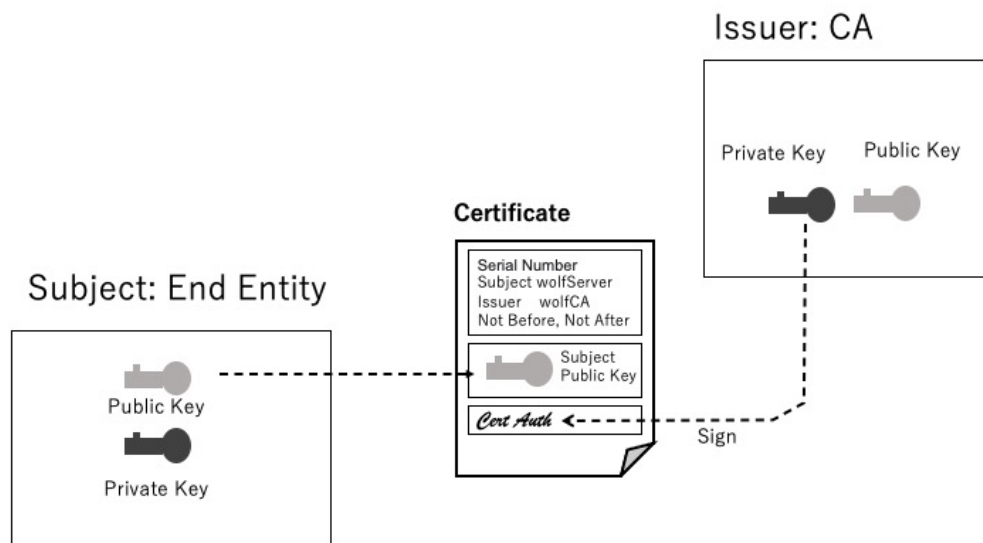 Issuer: CA
Private Key
Public Key
Certificate
Serial Number
Subject wolfServer
Issuer wolfCA
Not Before, Not After
Subject
Public Key
Cert Auth
Sign
Subject: End Entity
Public Key
Private Key